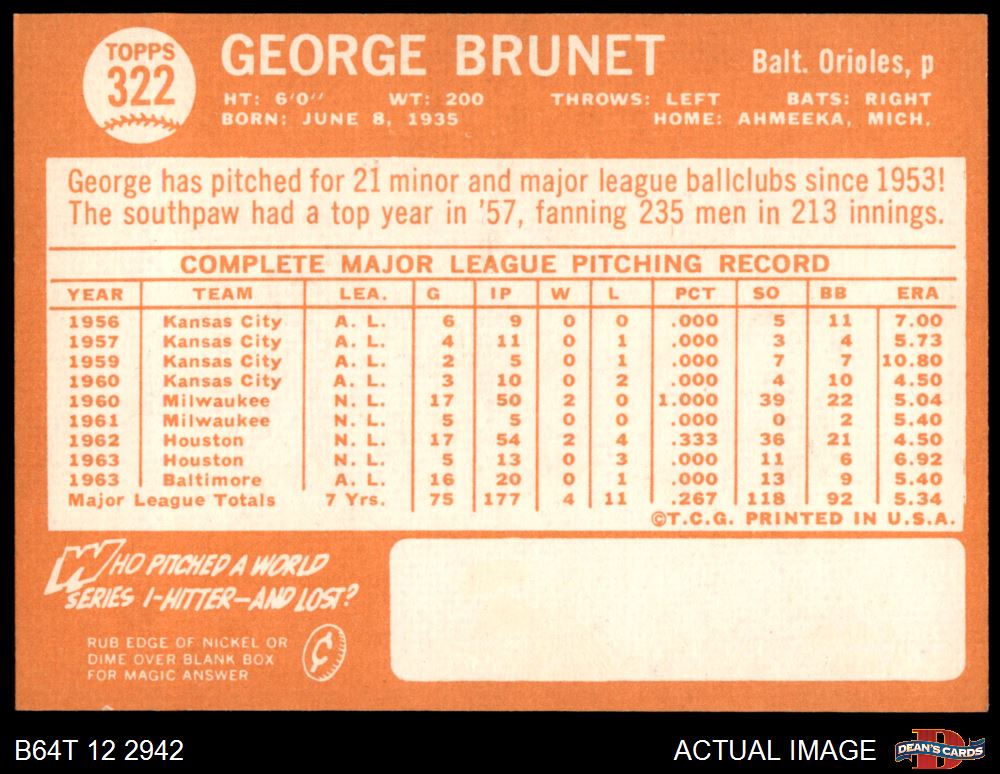 TOPPS
322
GEORGE BRUNET
Balt. Orioles, p
HT: 6'0" WT: 200 THROWS: LEFT BATS: RIGHT
BORN: JUNE 8, 1935 HOME: AHMEEKA, MICH.
George has pitched for 21 minor and major league ballclubs since 1953!
The southpaw had a top year in '57, fanning 235 men in 213 innings.
COMPLETE MAJOR LEAGUE PITCHING RECORD
YEAR TEAM LEA. G IP W L PCT SO BB ERA
1956 Kansas City A. L. 6 9 0 0 .000 5 11 7.00
1957 Kansas City A. L. 4 11 0 1 .000 3 4 5.73
1959 Kansas City A. L. 2 5 0 1 .000 7 7 10.80
1960 Kansas City A. L. 3 10 0 2 .000 4 10 4.50
1960 Milwaukee N. L. 17 50 2 0 1.000 39 22 5.04
1961 Milwaukee N. L. 5 5 0 0 .000 0 2 5.40
1962 Houston N. L. 17 54 2 4 .333 36 21 4.50
1963 Houston N. L. 5 13 0 3 .000 11 6 6.92
1963 Baltimore A. L. 16 20 0 1 .000 13 9 5.40
Major League Totals 7 Yrs. 75 177 4 11 .267 118 92 5.34
©T.C.G. PRINTED IN U.S.A.
WHO PITCHED A WORLD
SERIES 1-HITTER—AND LOST?
RUB EDGE OF NICKEL OR
DIME OVER BLANK BOX
FOR MAGIC ANSWER
¢
B64T 12 2942
ACTUAL IMAGE
D
DEAN'S CARDS